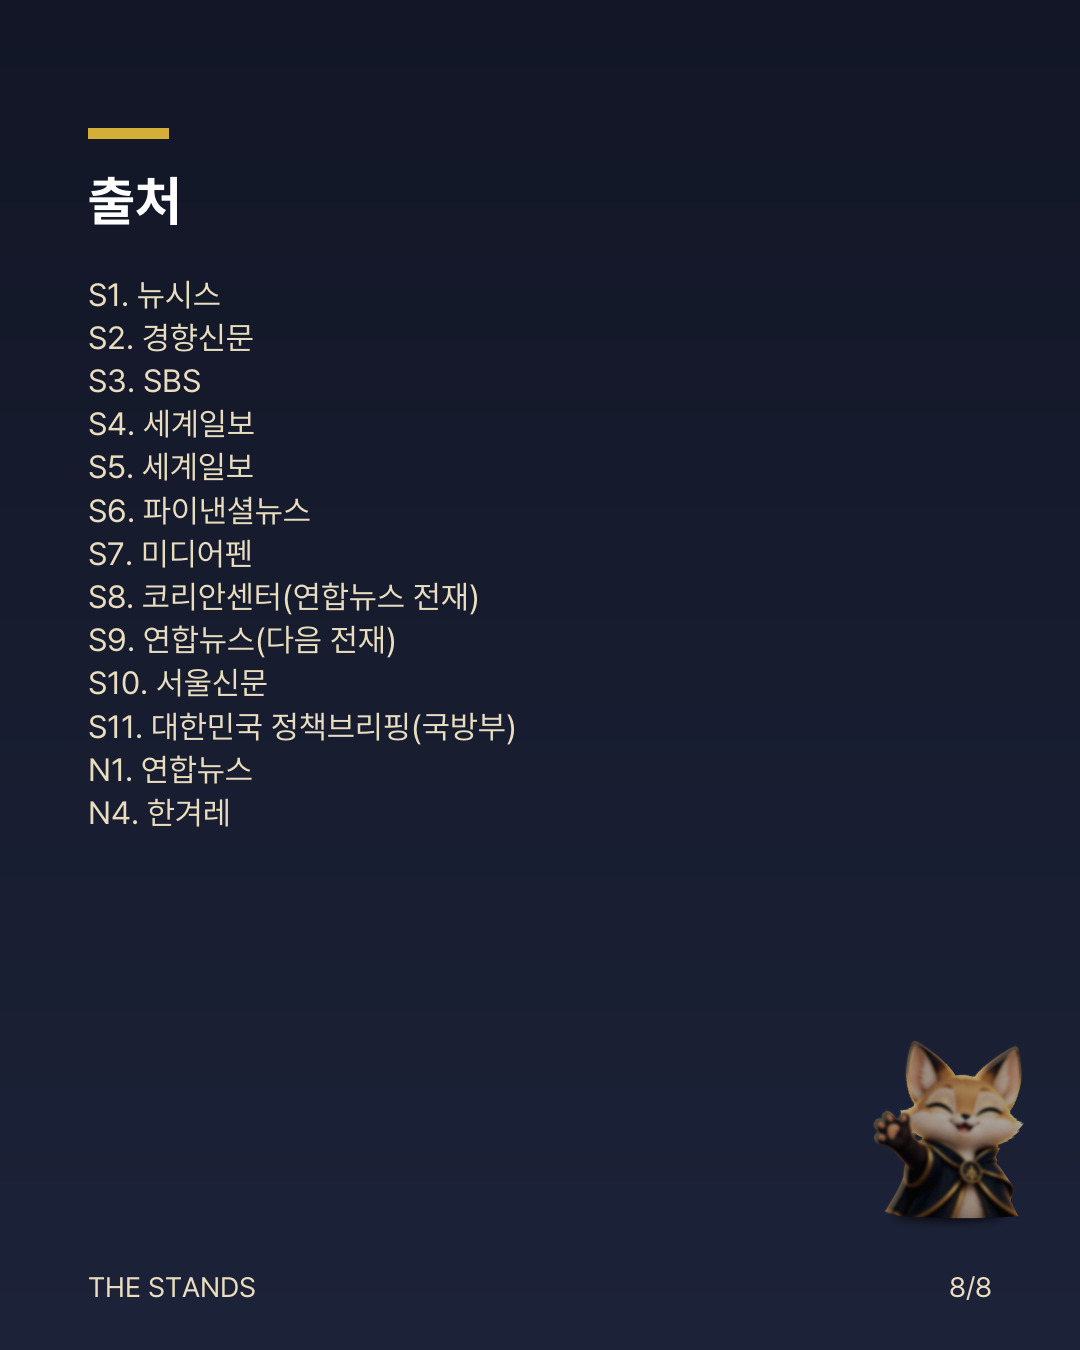 출처
S1. 뉴시스
S2. 경향신문
S3. SBS
S4. 세계일보
S5. 세계일보
S6. 파이낸셜뉴스
S7. 미디어펜
S8. 코리안센터(연합뉴스 전재)
S9. 연합뉴스(다음 전재)
S10. 서울신문
S11. 대한민국 정책브리핑(국방부)
N1. 연합뉴스
N4. 한겨레
THE STANDS
8/8